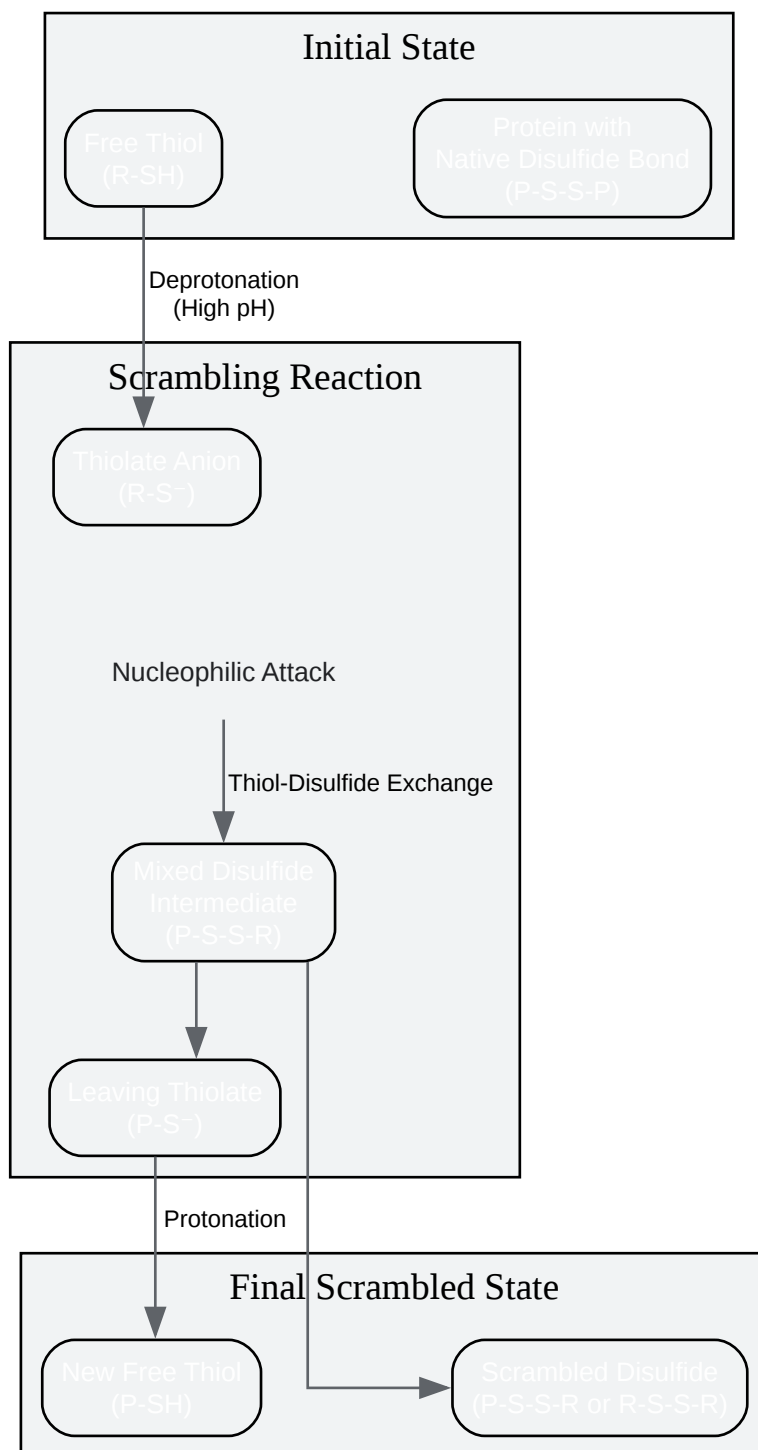 Initial State
Free Thiol
(R-SH)
Protein with
Native Disulfide Bond
(P-S-S-P)
Deprotonation
(High pH)
Scrambling Reaction
Thiolate Anion
(R-S⁻)
Nucleophilic Attack
Thiol-Disulfide Exchange
Mixed Disulfide
Intermediate
(P-S-S-R)
Leaving Thiolate
(P-S⁻)
Protonation
Final Scrambled State
New Free Thiol
(P-SH)
Scrambled Disulfide
(P-S-S-R or R-S-S-R)